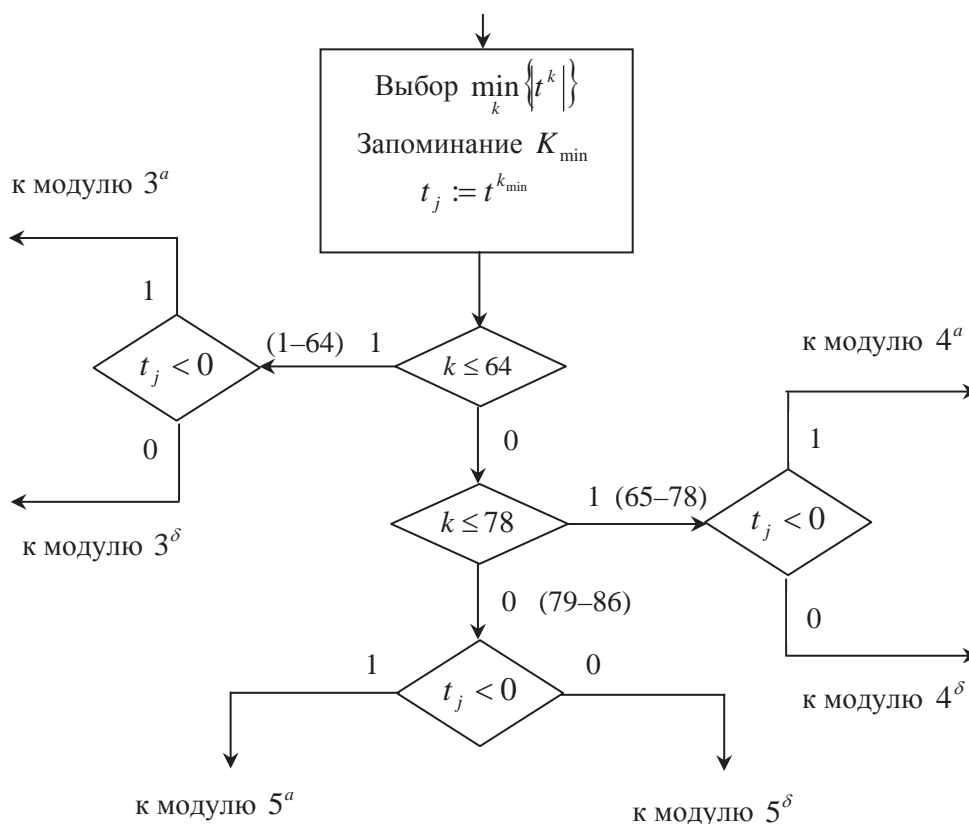 Выбор min_k {|t^k|}
Запоминание K_min
t_j := t^{k_min}
к модулю 3^a
1
t_j < 0
(1–64) 1
k ≤ 64
к модулю 4^a
0
0
1
к модулю 3^δ
k ≤ 78
1 (65–78)
t_j < 0
0 (79–86)
0
1
t_j < 0
0
к модулю 4^δ
к модулю 5^a
к модулю 5^δ